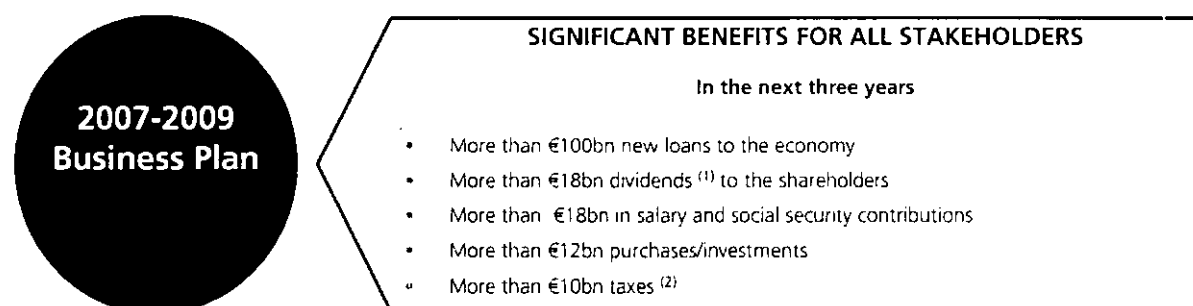 2007-2009
Business Plan
SIGNIFICANT BENEFITS FOR ALL STAKEHOLDERS
In the next three years
• More than €100bn new loans to the economy
• More than €18bn dividends (1) to the shareholders
• More than €18bn in salary and social security contributions
• More than €12bn purchases/investments
• More than €10bn taxes (2)